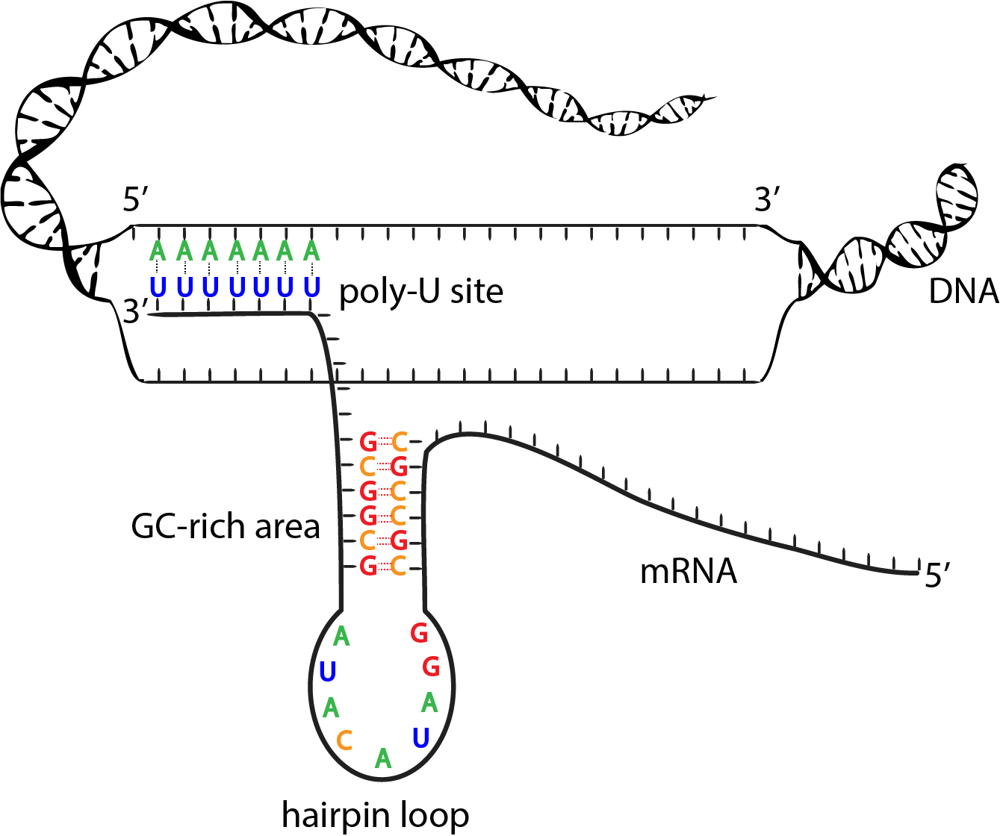 5′ 3′
A A A A A A A
U U U U U U U poly-U site
DNA
3′
G C
C G
G C
G C
GC-rich area
C G
G C
mRNA
5′
A G
U G
A A
C U
A
hairpin loop